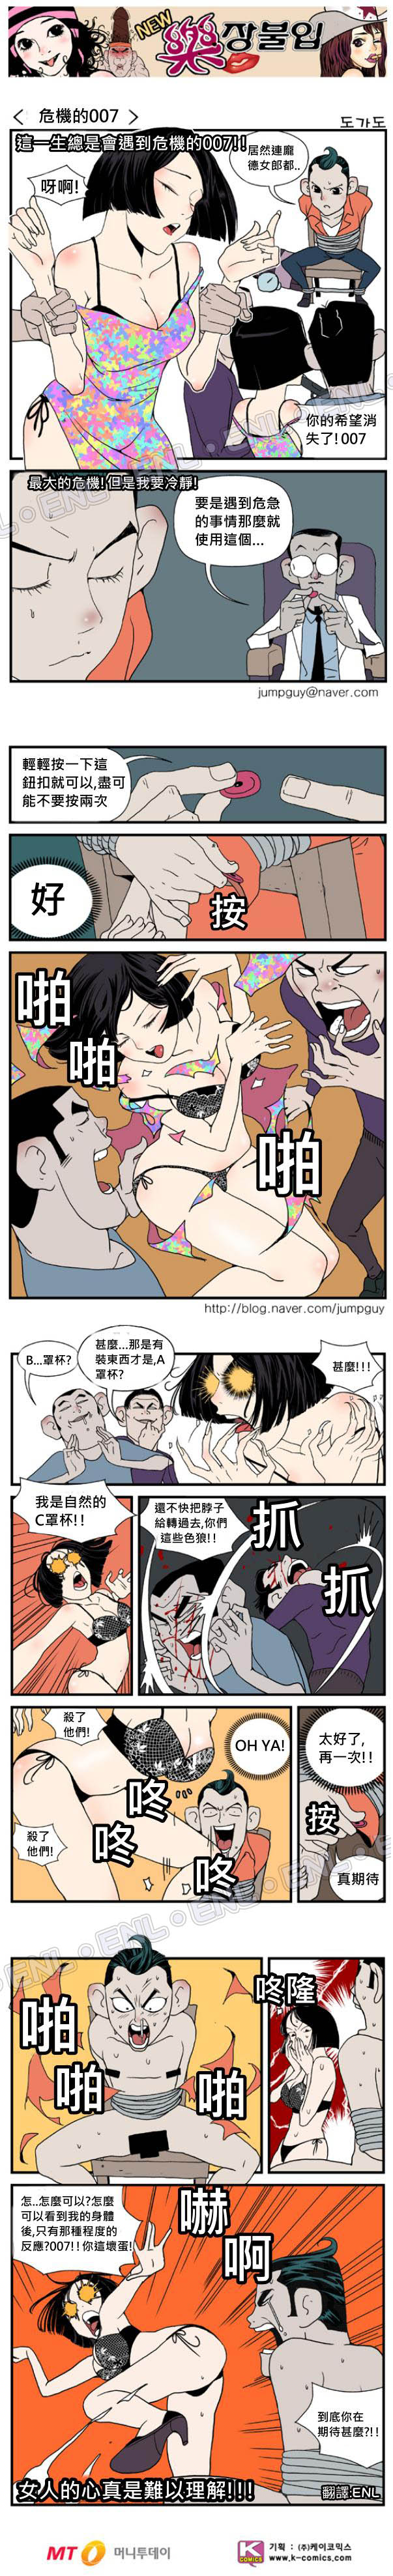 NEW 樂 장불입
< 危機的007 >
도가도
這一生總是會遇到危機的007!!
呀啊!
居然連龐
德女郎都..
你的希望消
失了! 007
最大的危機! 但是我要冷靜!
要是遇到危急
的事情那麼就
使用這個...
jumpguy@naver.com
輕輕按一下這
鈕扣就可以,盡可
能不要按兩次
好
按
啪
啪
啪
http://blog.naver.com/jumpguy
B...罩杯?
甚麼...那是有
裝東西才是,A
罩杯?
甚麼!!!
我是自然的
C罩杯!!
還不快把脖子
給轉過去,你們
這些色狼!!
抓
抓
殺了
他們!
殺了
他們!
咚
咚
咚
OH YA!
太好了,
再一次!!
按
真期待
啪
啪
啪
咚隆
怎..怎麼可以?怎麼
可以看到我的身體
後,只有那種程度的
反應?007!!你這壞蛋!
嚇
啊
到底你在
期待甚麼?!!
女人的心真是難以理解!!!
翻譯:ENL
ENL
MT 머니투데이
K COMICS
기획 : (주)케이코믹스
www.k-comics.com